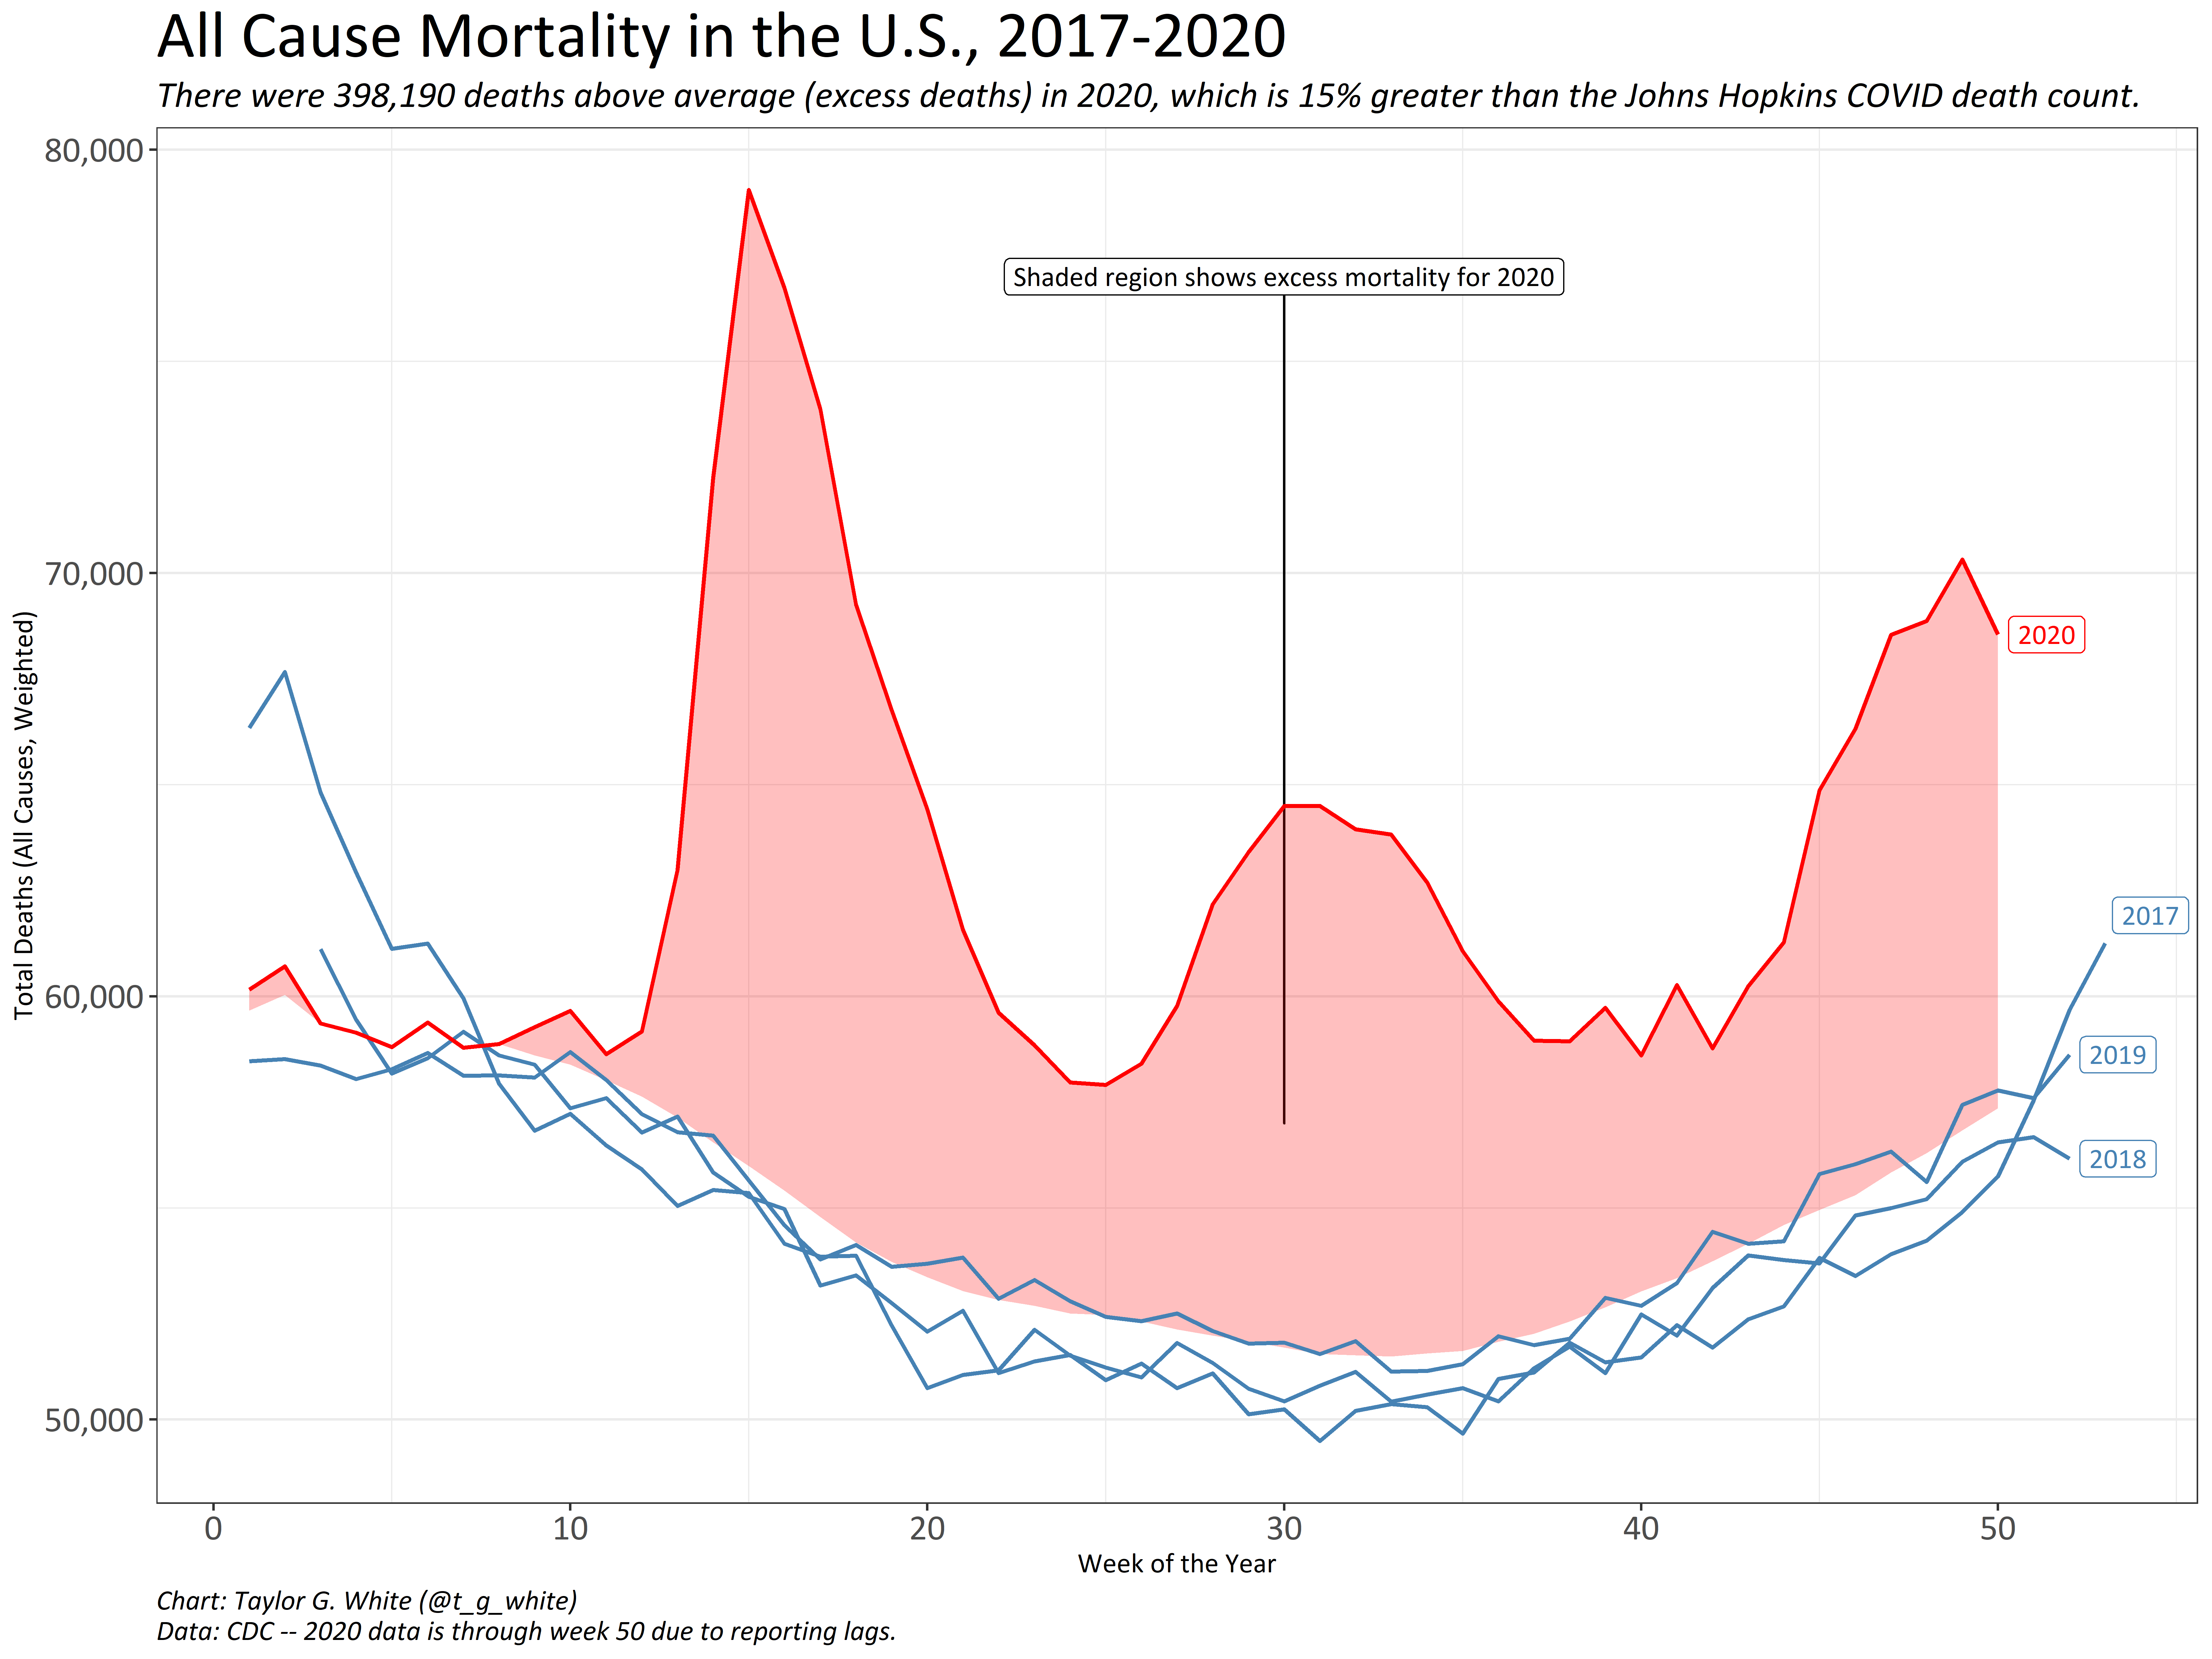 All Cause Mortality in the U.S., 2017-2020
There were 398,190 deaths above average (excess deaths) in 2020, which is 15% greater than the Johns Hopkins COVID death count.
80,000
70,000
60,000
50,000
Total Deaths (All Causes, Weighted)
Shaded region shows excess mortality for 2020
2020
2017
2019
2018
0 10 20 30 40 50
Week of the Year
Chart: Taylor G. White (@t_g_white)
Data: CDC -- 2020 data is through week 50 due to reporting lags.